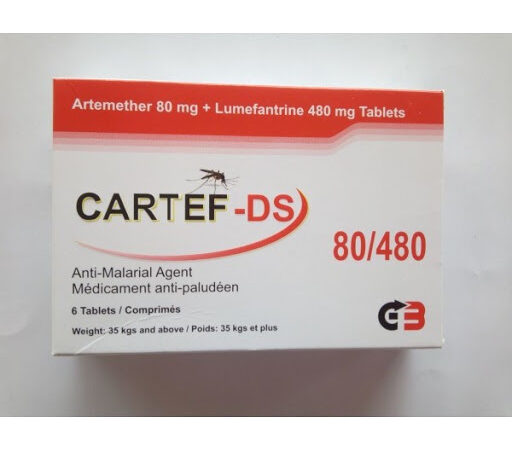 Artemether 80 mg + Lumefantrine 480 mg Tablets
CARTEF-DS
80/480
Anti-Malarial Agent
Médicament anti-paludéen
6 Tablets / Comprimés
Weight: 35 kgs and above / Poids: 35 kgs et plus
GB